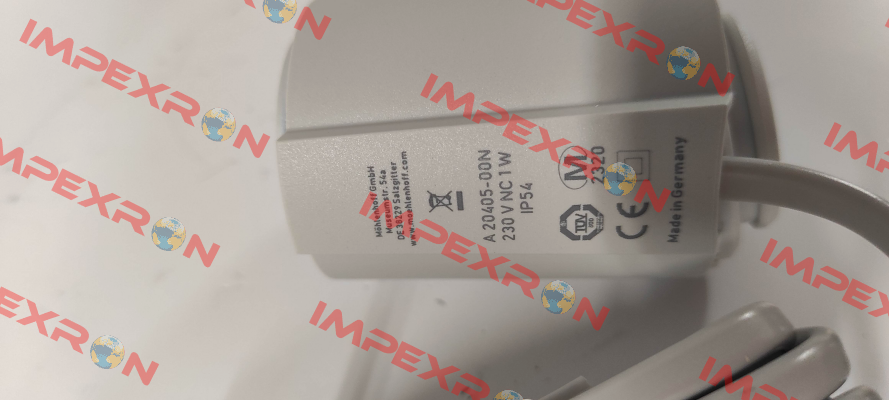 Möhlenhoff GmbH
Museumstr. 54a
DE 38229 Salzgitter
www.moehlenhoff.com
A 20405-00N
230 V NC 1 W
IP54
M
2320
TÜV
CE
Made in Germany
IMPEXRON
IMPEXRON
IMPEXRON
IMPEXRON
IMPEXRON
IMPEXRON